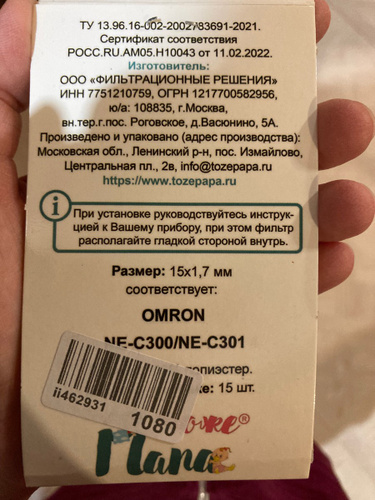 ТУ 13.96.16-002-2002783691-2021.
Сертификат соответствия
РОСС.RU.АМ05.Н10043 от 11.02.2022.
Изготовитель:
ООО «ФИЛЬТРАЦИОННЫЕ РЕШЕНИЯ»
ИНН 7751210759, ОГРН 1217700582956,
ю/а: 108835, г.Москва,
вн.тер.г.пос. Роговское, д.Васюнино, 5А.
Произведено и упаковано (адрес производства):
Московская обл., Ленинский р-н, пос. Измайлово,
Центральная пл., 2в, info@tozepapa.ru
https://www.tozepapa.ru
i
При установке руководствуйтесь инструк-
цией к Вашему прибору, при этом фильтр
располагайте гладкой стороной внутрь.
Размер: 15x1,7 мм
соответствует:
OMRON
NE-C300/NE-C301
полиэстер.
15 шт.
ii462931
1080
Папа